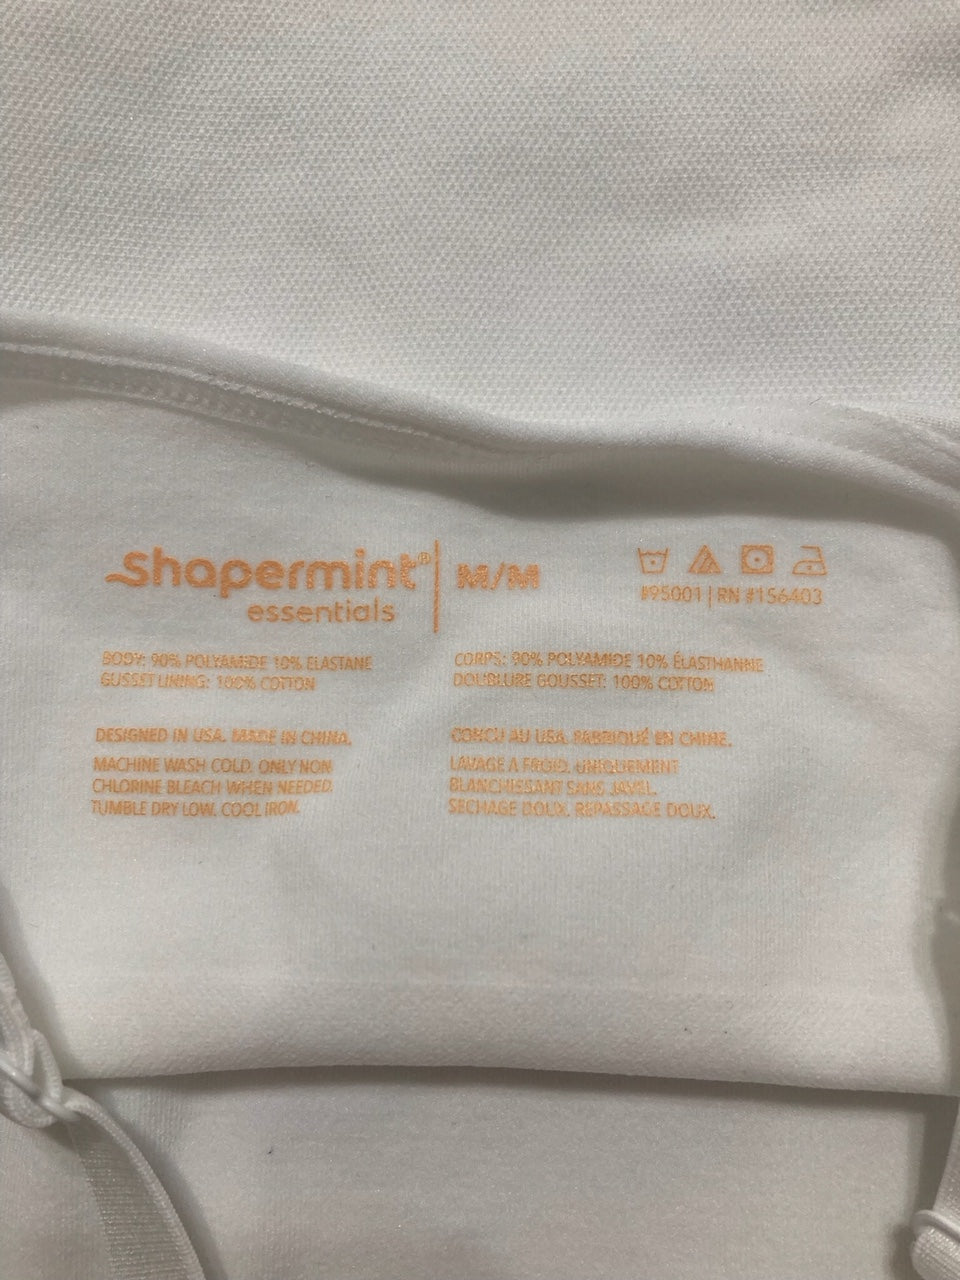 shapermint®
essentials
M/M
#95001 | RN #156403
BODY: 90% POLYAMIDE 10% ELASTANE
GUSSET LINING: 100% COTTON
DESIGNED IN USA. MADE IN CHINA.
MACHINE WASH COLD. ONLY NON
CHLORINE BLEACH WHEN NEEDED.
TUMBLE DRY LOW. COOL IRON.
CORPS: 90% POLYAMIDE 10% ÉLASTHANNE
DOUBLURE GOUSSET: 100% COTTON
CONCU AU USA. FABRIQUÉ EN CHINE.
LAVAGE A FROID. UNIQUEMENT
BLANCHISSANT SANS JAVEL.
SECHAGE DOUX. REPASSAGE DOUX.